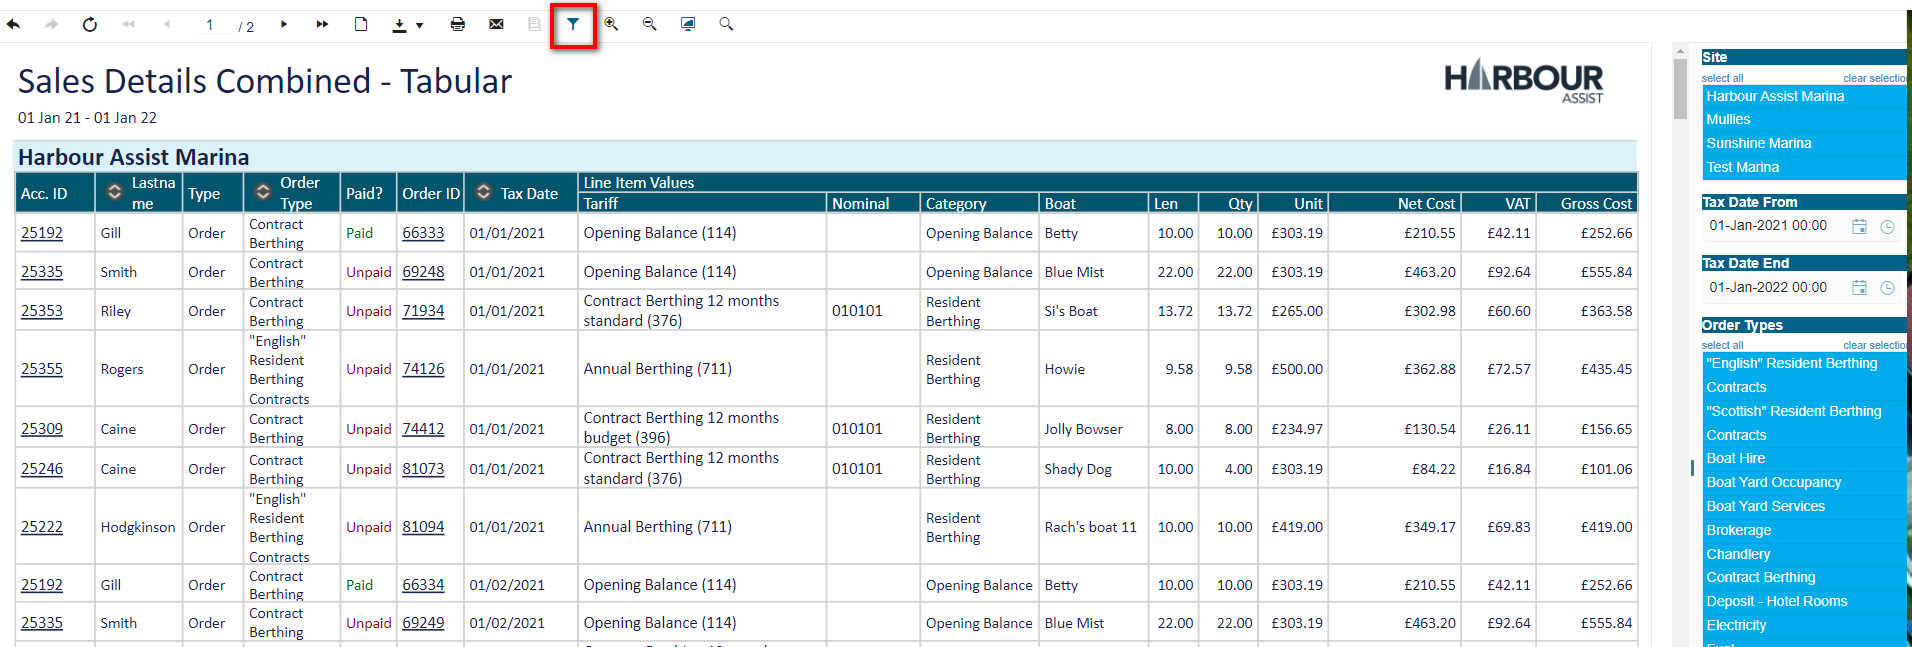 1 / 2
Sales Details Combined - Tabular
HARBOUR
ASSIST
01 Jan 21 - 01 Jan 22
Harbour Assist Marina
Acc. ID Lastna me Type Order Type Paid? Order ID Tax Date Line Item Values
Tariff Nominal Category Boat Len Qty Unit Net Cost VAT Gross Cost
25192 Gill Order Contract Berthing Paid 66333 01/01/2021 Opening Balance (114) Opening Balance Betty 10.00 10.00 £303.19 £210.55 £42.11 £252.66
25335 Smith Order Contract Berthing Unpaid 69248 01/01/2021 Opening Balance (114) Opening Balance Blue Mist 22.00 22.00 £303.19 £463.20 £92.64 £555.84
25353 Riley Order Contract Berthing Unpaid 71934 01/01/2021 Contract Berthing 12 months standard (376) 010101 Resident Berthing Si's Boat 13.72 13.72 £265.00 £302.98 £60.60 £363.58
25355 Rogers Order "English" Resident Berthing Contracts Unpaid 74126 01/01/2021 Annual Berthing (711) Resident Berthing Howie 9.58 9.58 £500.00 £362.88 £72.57 £435.45
25309 Caine Order Contract Berthing Unpaid 74412 01/01/2021 Contract Berthing 12 months budget (396) 010101 Resident Berthing Jolly Bowser 8.00 8.00 £234.97 £130.54 £26.11 £156.65
25246 Caine Order Contract Berthing Unpaid 81073 01/01/2021 Contract Berthing 12 months standard (376) 010101 Resident Berthing Shady Dog 10.00 4.00 £303.19 £84.22 £16.84 £101.06
25222 Hodgkinson Order "English" Resident Berthing Contracts Unpaid 81094 01/01/2021 Annual Berthing (711) Resident Berthing Rach's boat 11 10.00 10.00 £419.00 £349.17 £69.83 £419.00
25192 Gill Order Contract Berthing Paid 66334 01/02/2021 Opening Balance (114) Opening Balance Betty 10.00 10.00 £303.19 £210.55 £42.11 £252.66
25335 Smith Order Contract Berthing Unpaid 69249 01/02/2021 Opening Balance (114) Opening Balance Blue Mist 22.00 22.00 £303.19 £463.20 £92.64 £555.84
Site
select all clear selectio
Harbour Assist Marina
Mullies
Sunshine Marina
Test Marina
Tax Date From
01-Jan-2021 00:00
Tax Date End
01-Jan-2022 00:00
Order Types
select all clear selectio
"English" Resident Berthing
Contracts
"Scottish" Resident Berthing
Contracts
Boat Hire
Boat Yard Occupancy
Boat Yard Services
Brokerage
Chandlery
Contract Berthing
Deposit - Hotel Rooms
Electricity